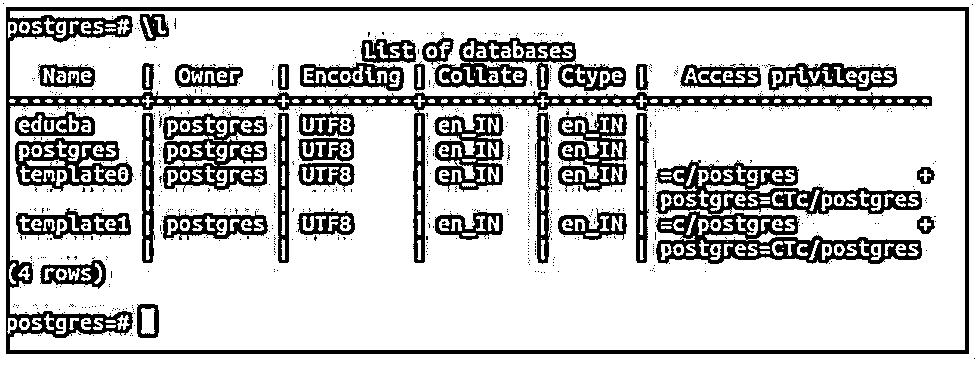 postgres=# \l
List of databases
Name | Owner | Encoding | Collate | Ctype | Access privileges
-----------+----------+----------+---------+-------+-----------------------
educba | postgres | UTF8 | en_IN | en_IN |
postgres | postgres | UTF8 | en_IN | en_IN |
template0 | postgres | UTF8 | en_IN | en_IN | =c/postgres +
| | | | | postgres=CTc/postgres
template1 | postgres | UTF8 | en_IN | en_IN | =c/postgres +
| | | | | postgres=CTc/postgres
(4 rows)
postgres=#